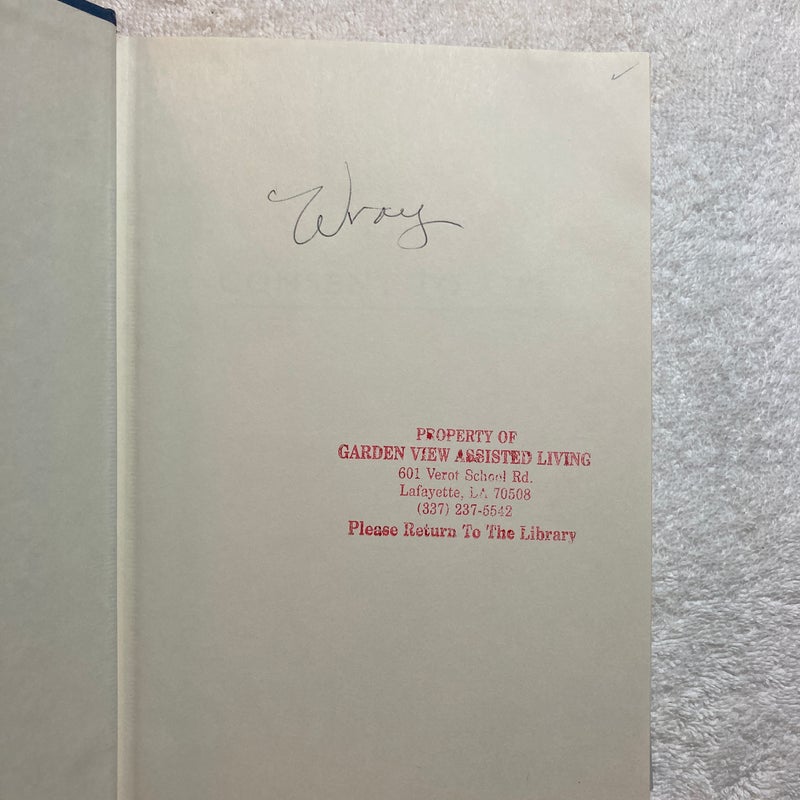 Wray
PROPERTY OF
GARDEN VIEW ASSISTED LIVING
601 Verot School Rd.
Lafayette, LA 70508
(337) 237-5542
Please Return To The Library